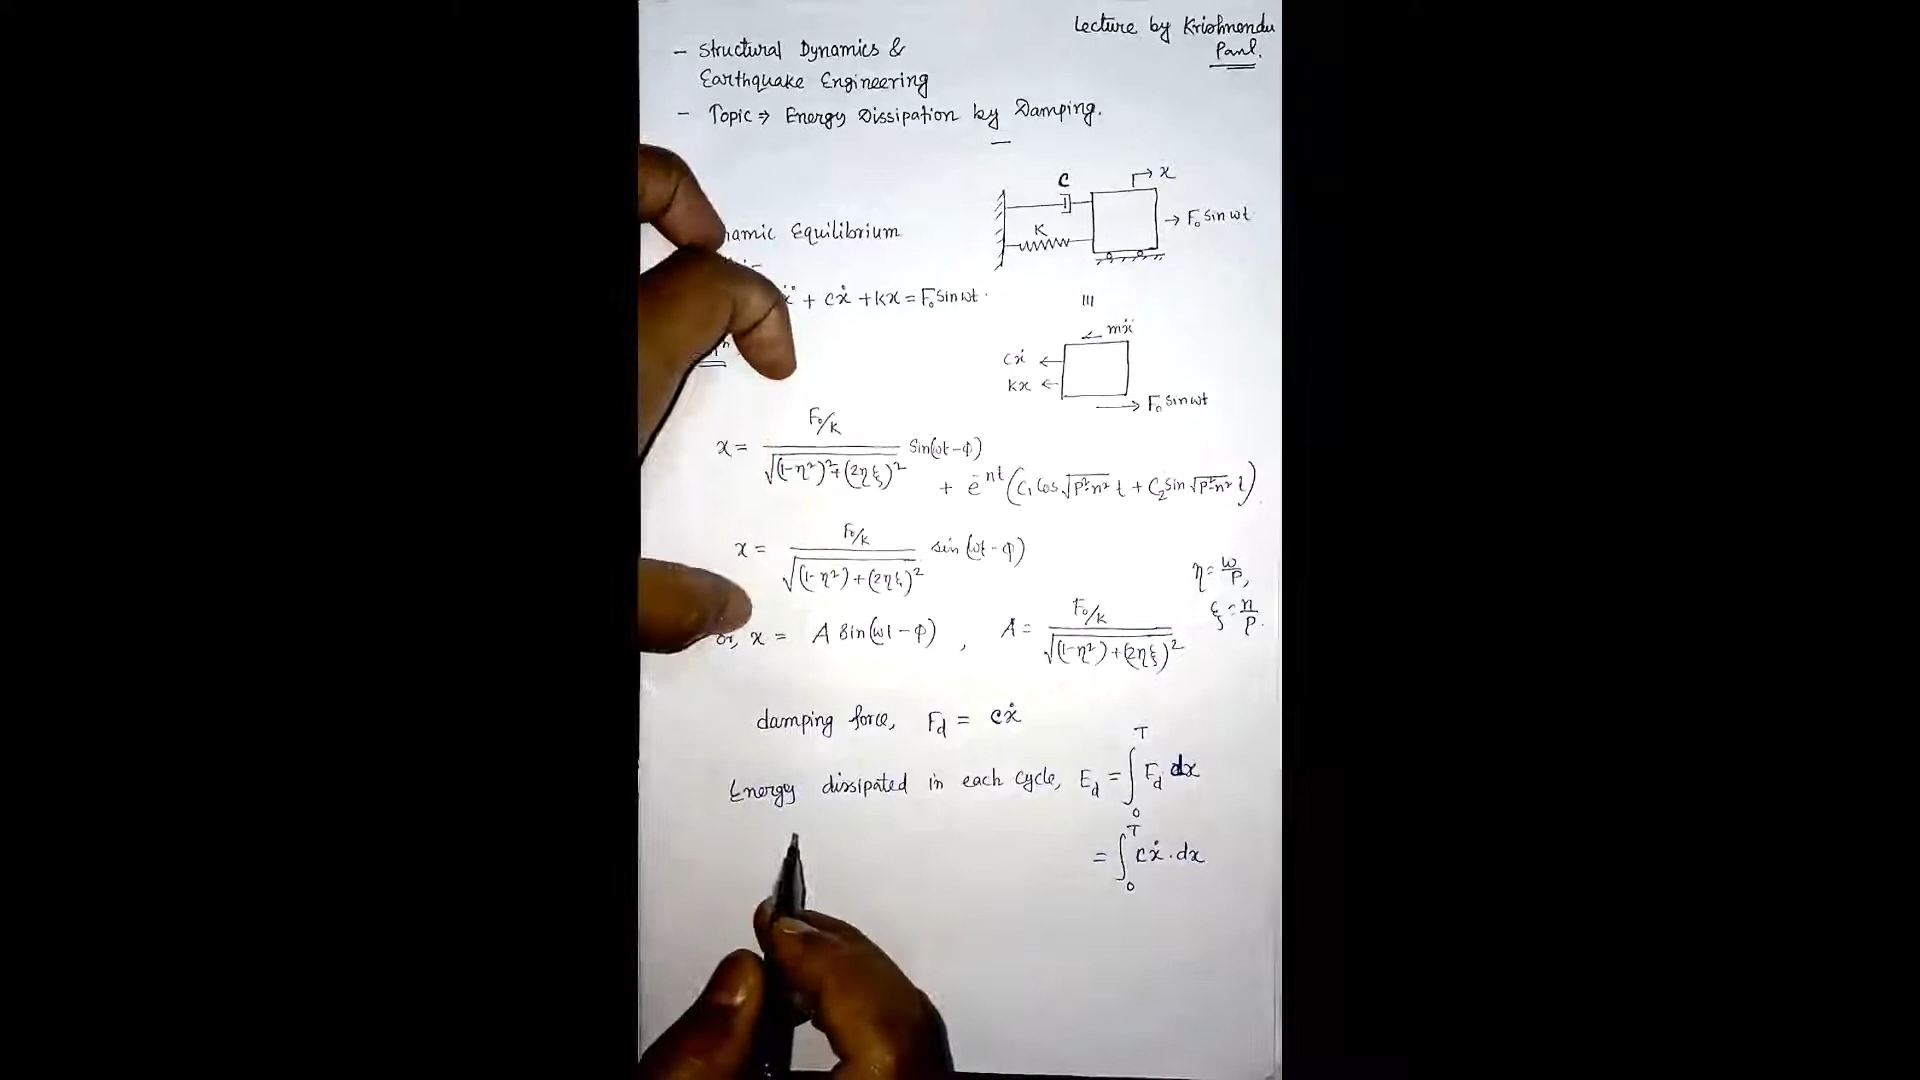 Lecture by Krishnendu
Paul.
- Structural Dynamics &
Earthquake Engineering
- Topic ⇒ Energy Dissipation by Damping.
C
→ x
K
→ F₀ sin ωt
Equilibrium
ẍ + cẋ + Kx = F₀ sin ωt.
|||
← mẍ
cẋ ←
Kx ←
→ F₀ sin ωt
x = F₀/K / √((1-η²)² + (2ηξ)²) Sin(ωt-φ)
+ e^-nt (C₁ Cos √(p²-n²) t + C₂ sin √(p²-n²) t)
x = F₀/K / √((1-η²) + (2ηξ)²) sin (ωt-φ)
η = ω/p,
ξ = n/p.
or, x = A Sin(ωt-φ) , A = F₀/K / √((1-η²) + (2ηξ)²)
damping force, F_d = cẋ
Energy dissipated in each cycle, E_d = ∫₀ᵀ F_d dx
= ∫₀ᵀ cẋ . dx